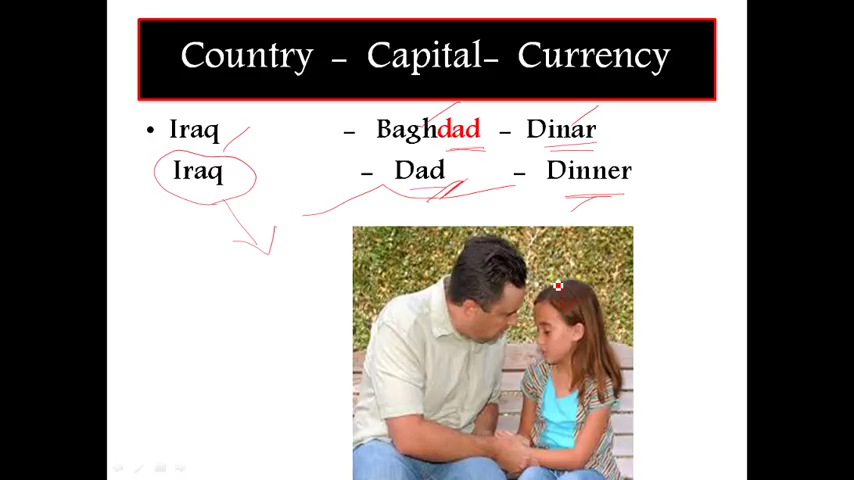 Country - Capital- Currency
• Iraq - Baghdad - Dinar
Iraq - Dad - Dinner